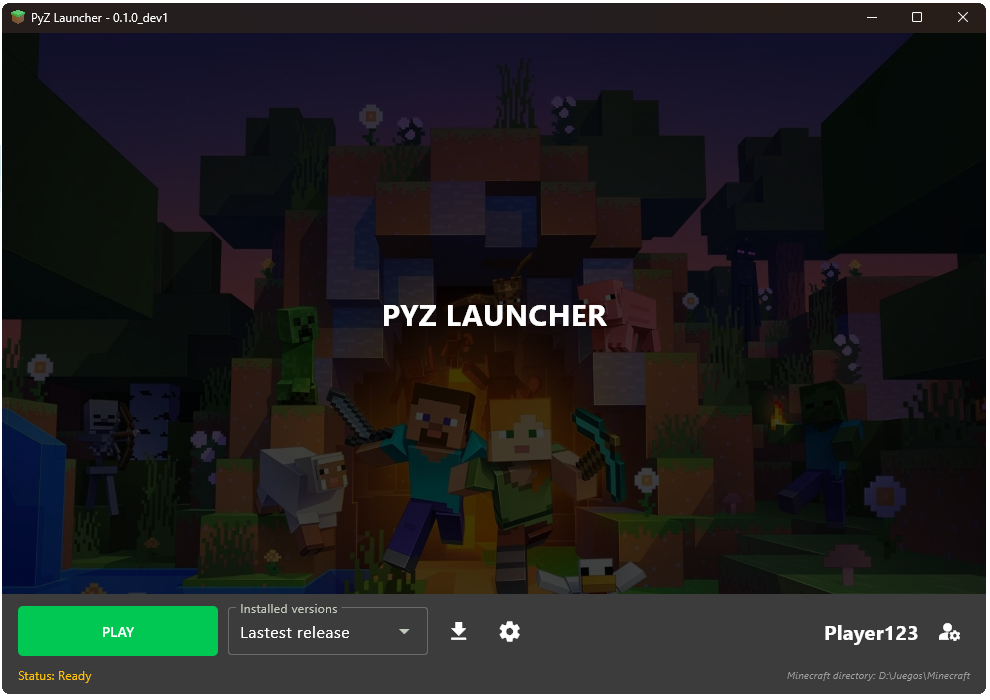 PyZ Launcher - 0.1.0_dev1
PYZ LAUNCHER
PLAY
Installed versions
Lastest release
Player123
Status: Ready
Minecraft directory: D:\Juegos\Minecraft